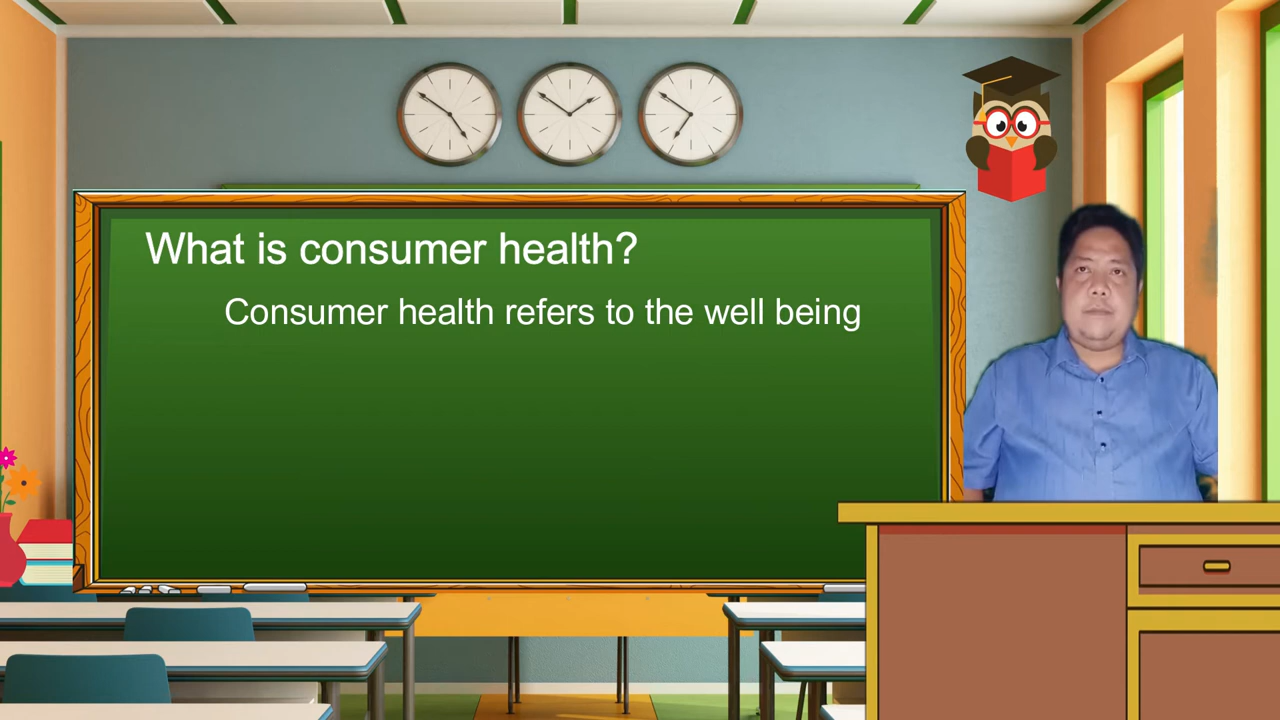 What is consumer health?
Consumer health refers to the well being